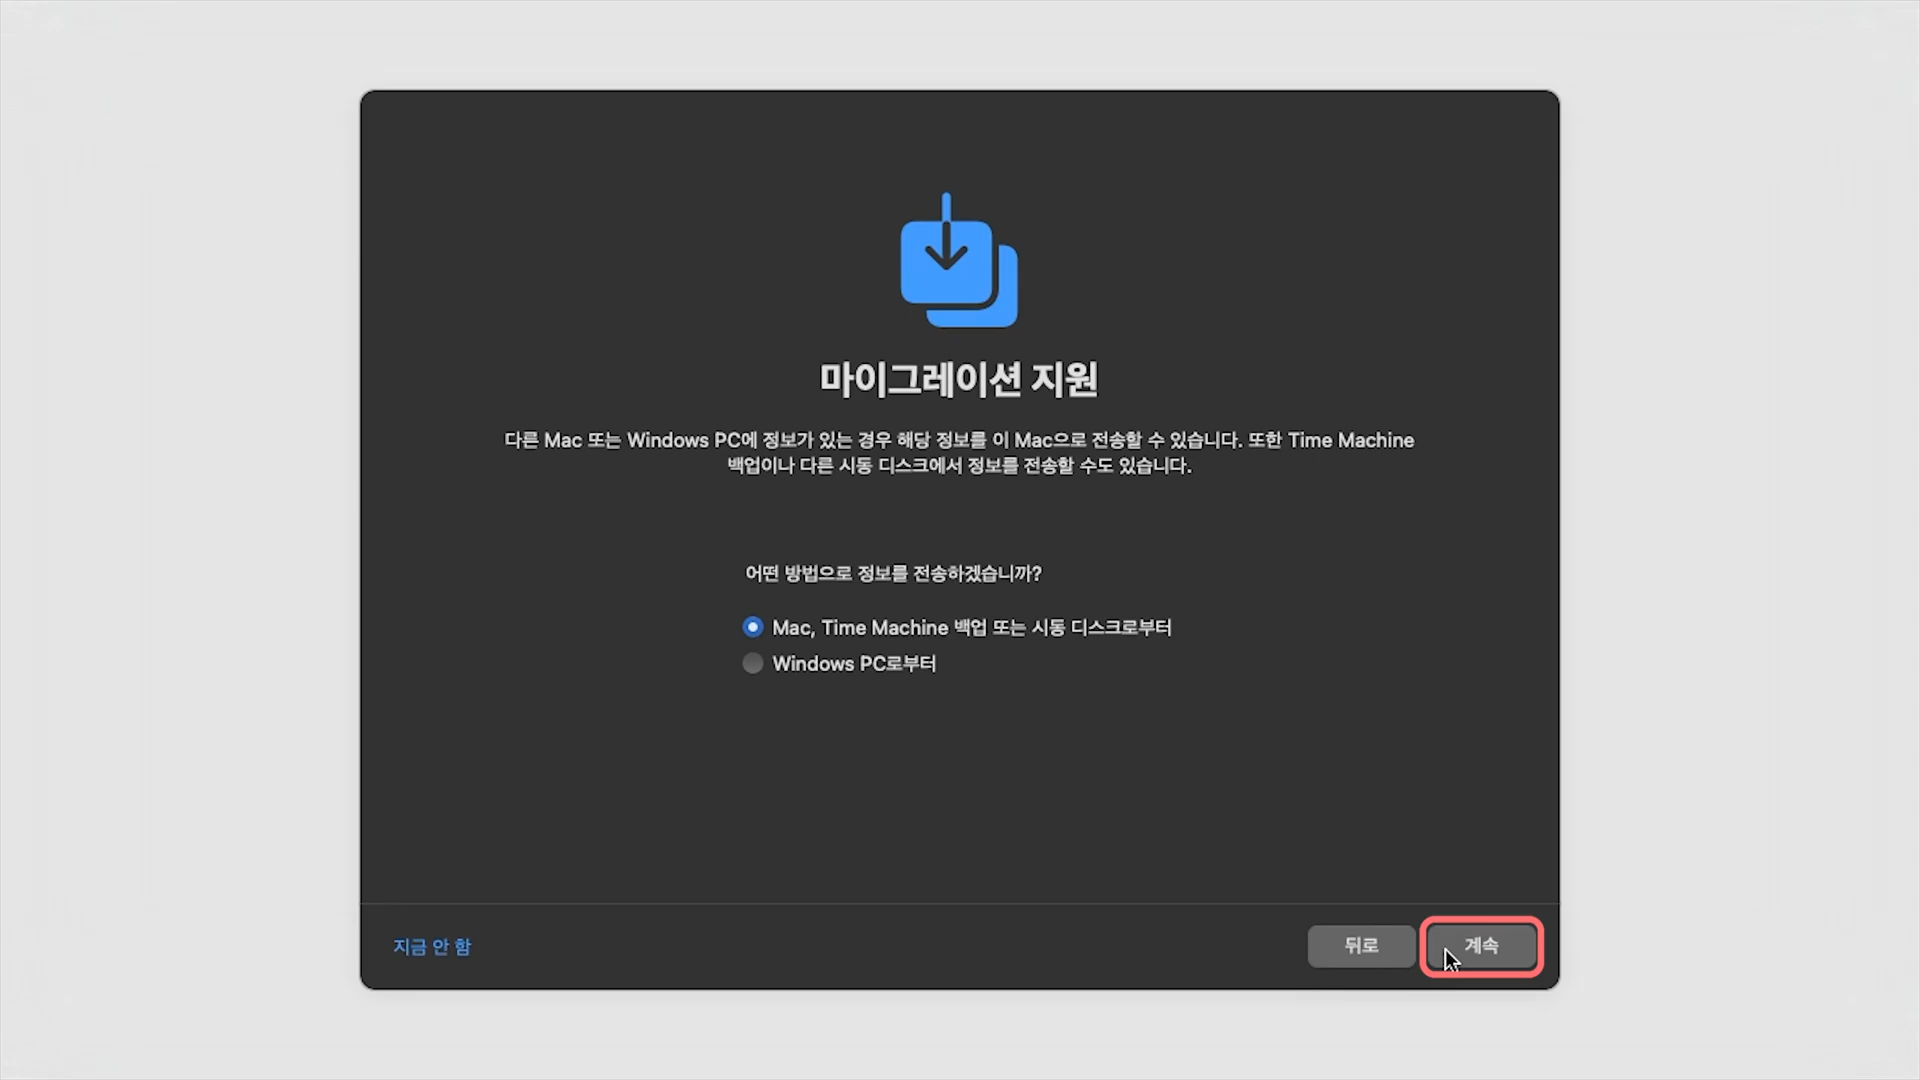 마이그레이션 지원
다른 Mac 또는 Windows PC에 정보가 있는 경우 해당 정보를 이 Mac으로 전송할 수 있습니다. 또한 Time Machine
백업이나 다른 시동 디스크에서 정보를 전송할 수도 있습니다.
어떤 방법으로 정보를 전송하겠습니까?
Mac, Time Machine 백업 또는 시동 디스크로부터
Windows PC로부터
지금 안 함
뒤로
계속